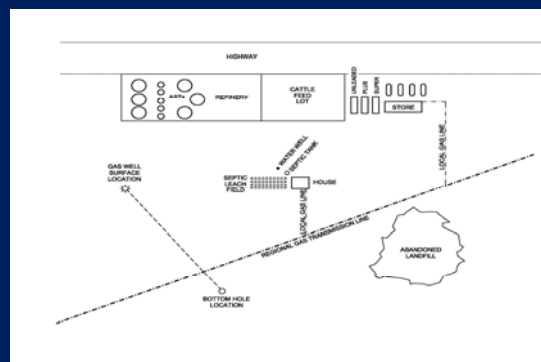 HIGHWAY
ASTs
REFINERY
CATTLE
FEED
LOT
UNLEADED
PLUS
SUPER
STORE
LOCAL GAS LINE
WATER WELL
SEPTIC TANK
GAS WELL
SURFACE
LOCATION
SEPTIC
LEACH
FIELD
HOUSE
LOCAL GAS LINE
REGIONAL GAS TRANSMISSION LINE
ABANDONED
LANDFILL
BOTTOM HOLE
LOCATION